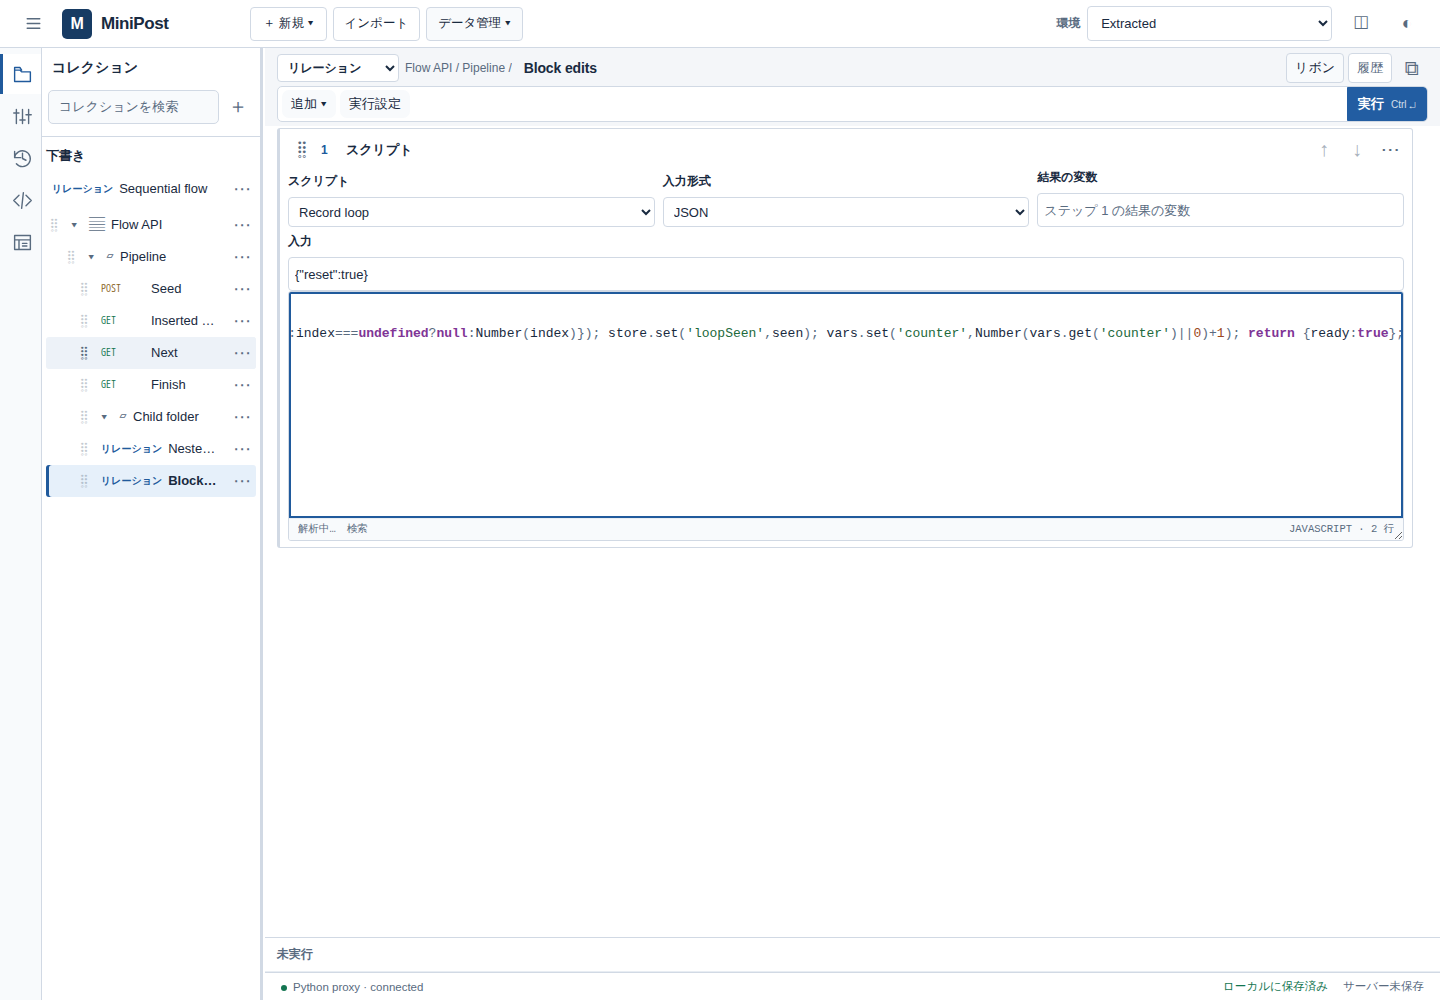 M MiniPost
＋ 新規 ▾
インポート
データ管理 ▾
環境
Extracted
コレクション
コレクションを検索
+
下書き
リレーション Sequential flow ···
Flow API ···
Pipeline ···
POST Seed ···
GET Inserted … ···
GET Next ···
GET Finish ···
Child folder ···
リレーション Neste… ···
リレーション Block… ···
リレーション
Flow API / Pipeline / Block edits
リボン
履歴
追加 ▾
実行設定
実行 Ctrl ⏎
1 スクリプト
↑ ↓ ···
スクリプト
Record loop
入力形式
JSON
結果の変数
ステップ 1 の結果の変数
入力
{"reset":true}
:index===undefined?null:Number(index)}); store.set('loopSeen',seen); vars.set('counter',Number(vars.get('counter')||0)+1); return {ready:true};
解析中… 検索
JAVASCRIPT · 2 行
未実行
Python proxy · connected
ローカルに保存済み サーバー未保存